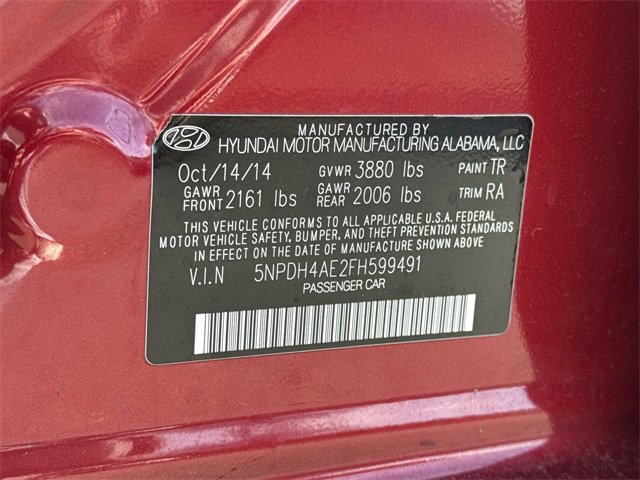 MANUFACTURED BY
HYUNDAI MOTOR MANUFACTURING ALABAMA, LLC
Oct/14/14 GVWR 3880 lbs PAINT TR
GAWR FRONT 2161 lbs GAWR REAR 2006 lbs TRIM RA
THIS VEHICLE CONFORMS TO ALL APPLICABLE U.S.A. FEDERAL
MOTOR VEHICLE SAFETY, BUMPER, AND THEFT PREVENTION STANDARDS
IN EFFECT ON THE DATE OF MANUFACTURE SHOWN ABOVE
V.I.N 5NPDH4AE2FH599491
PASSENGER CAR